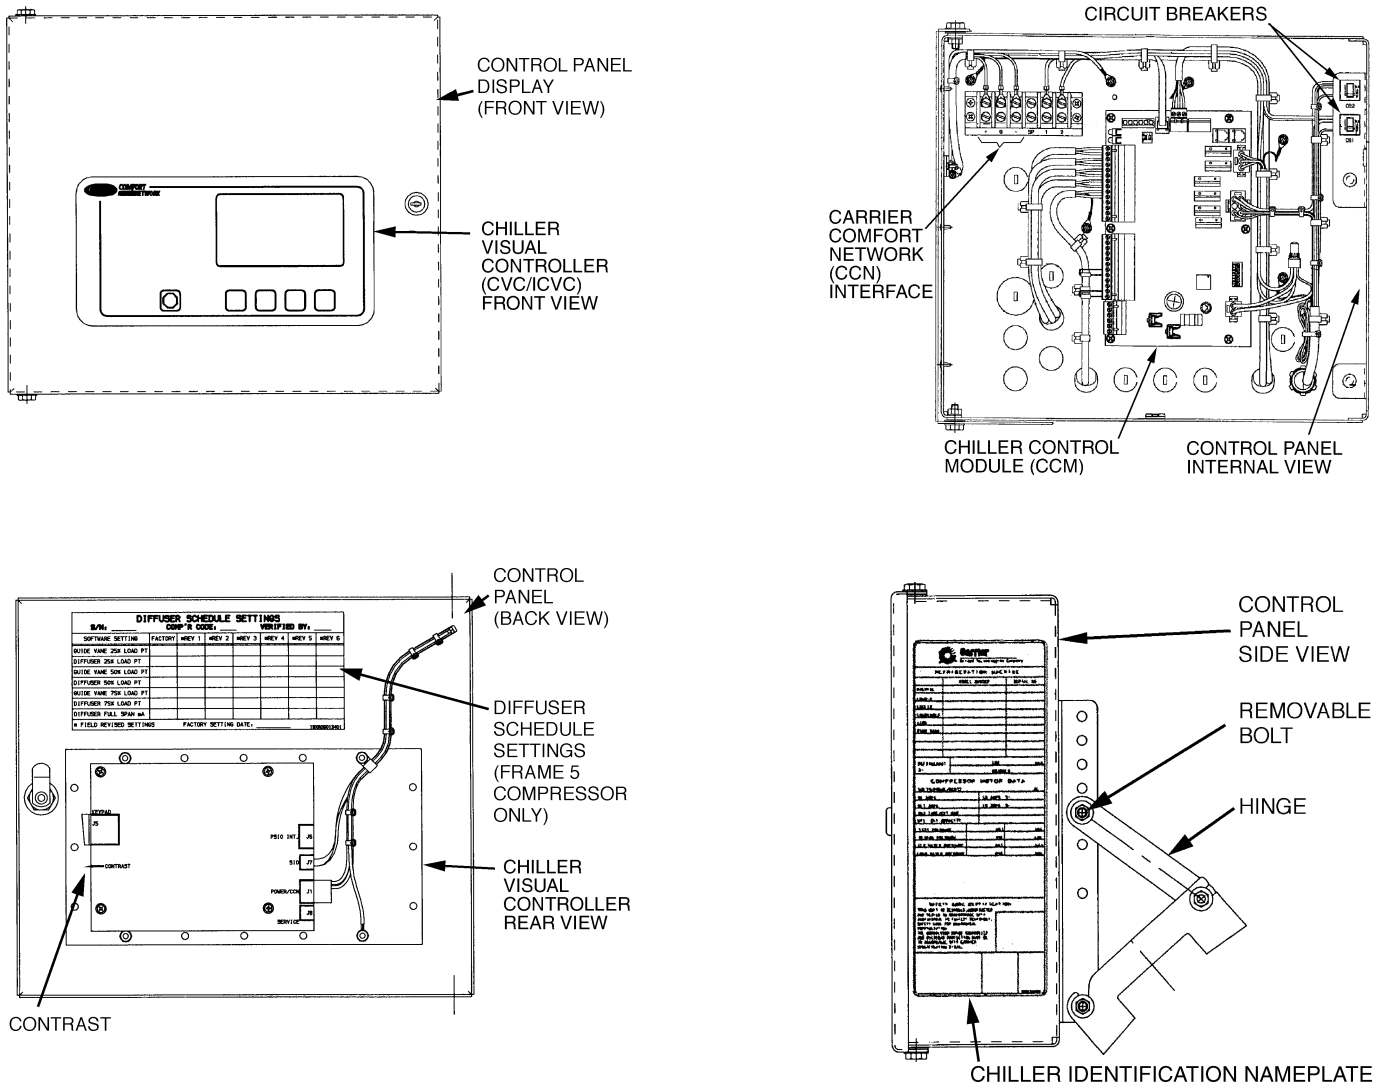 CONTROL PANEL
DISPLAY
(FRONT VIEW)
COMFORT
NETWORK
CHILLER
VISUAL
CONTROLLER
(CVC/ICVC)
FRONT VIEW
CIRCUIT BREAKERS
CB2
CB1
+ G - SP 1 2
CARRIER
COMFORT
NETWORK
(CCN)
INTERFACE
CHILLER CONTROL
MODULE (CCM)
CONTROL PANEL
INTERNAL VIEW
CONTROL
PANEL
(BACK VIEW)
DIFFUSER SCHEDULE SETTINGS
S/N. COMP'R CODE: VERIFIED BY:
SOFTWARE SETTING FACTORY *REV 1 *REV 2 *REV 3 *REV 4 *REV 5 *REV 6
GUIDE VANE 25% LOAD PT
DIFFUSER 25% LOAD PT
GUIDE VANE 50% LOAD PT
DIFFUSER 50% LOAD PT
GUIDE VANE 75% LOAD PT
DIFFUSER 75% LOAD PT
DIFFUSER FULL SPAN mA
* FIELD REVISED SETTINGS FACTORY SETTING DATE:
DIFFUSER
SCHEDULE
SETTINGS
(FRAME 5
COMPRESSOR
ONLY)
KEYPAD
J5
CONTRAST
PSIO INT. J6
SIO J7
POWER/CCN J1
SERVICE J8
CHILLER
VISUAL
CONTROLLER
REAR VIEW
CONTRAST
CONTROL
PANEL
SIDE VIEW
Carrier
REFRIGERATION MACHINE
COMPRESSOR MOTOR DATA
REMOVABLE
BOLT
HINGE
CHILLER IDENTIFICATION NAMEPLATE